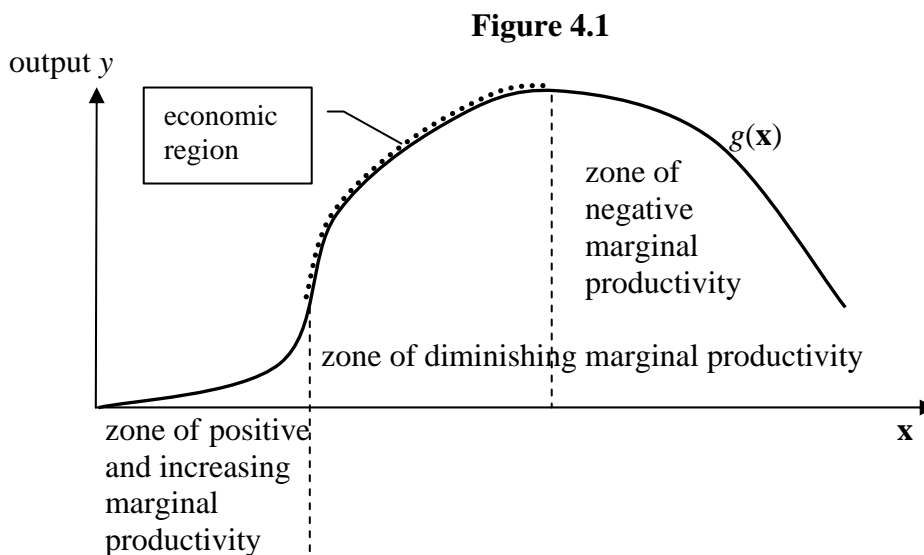 Figure 4.1
output y
economic
region
g(x)
zone of
negative
marginal
productivity
zone of diminishing marginal productivity
x
zone of positive
and increasing
marginal
productivity